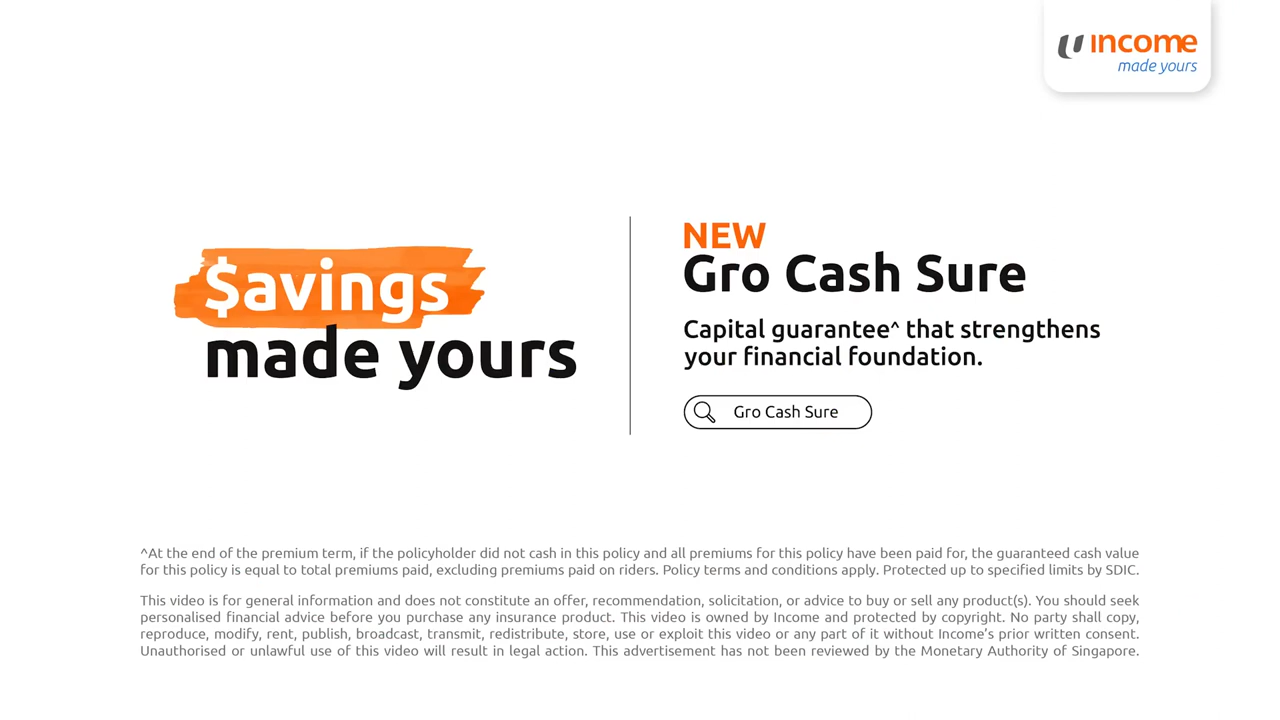 income
made yours
$avings
made yours
NEW
Gro Cash Sure
Capital guarantee^ that strengthens
your financial foundation.
Gro Cash Sure
^At the end of the premium term, if the policyholder did not cash in this policy and all premiums for this policy have been paid for, the guaranteed cash value
for this policy is equal to total premiums paid, excluding premiums paid on riders. Policy terms and conditions apply. Protected up to specified limits by SDIC.
This video is for general information and does not constitute an offer, recommendation, solicitation, or advice to buy or sell any product(s). You should seek
personalised financial advice before you purchase any insurance product. This video is owned by Income and protected by copyright. No party shall copy,
reproduce, modify, rent, publish, broadcast, transmit, redistribute, store, use or exploit this video or any part of it without Income's prior written consent.
Unauthorised or unlawful use of this video will result in legal action. This advertisement has not been reviewed by the Monetary Authority of Singapore.